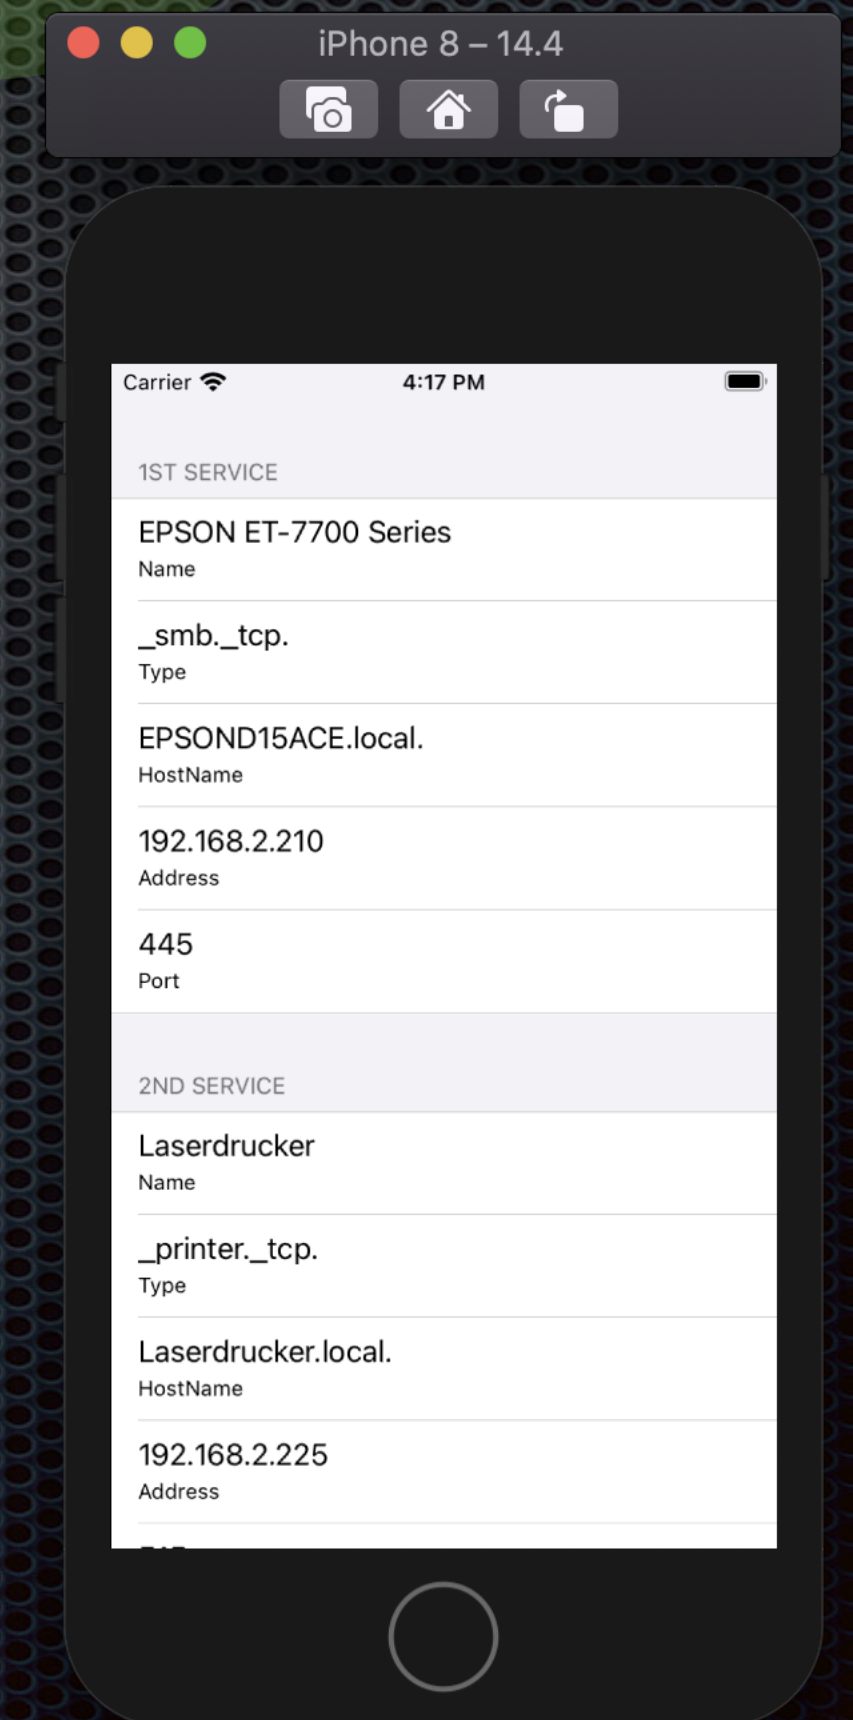 iPhone 8 – 14.4
Carrier
4:17 PM
1ST SERVICE
EPSON ET-7700 Series
Name
_smb._tcp.
Type
EPSOND15ACE.local.
HostName
192.168.2.210
Address
445
Port
2ND SERVICE
Laserdrucker
Name
_printer._tcp.
Type
Laserdrucker.local.
HostName
192.168.2.225
Address